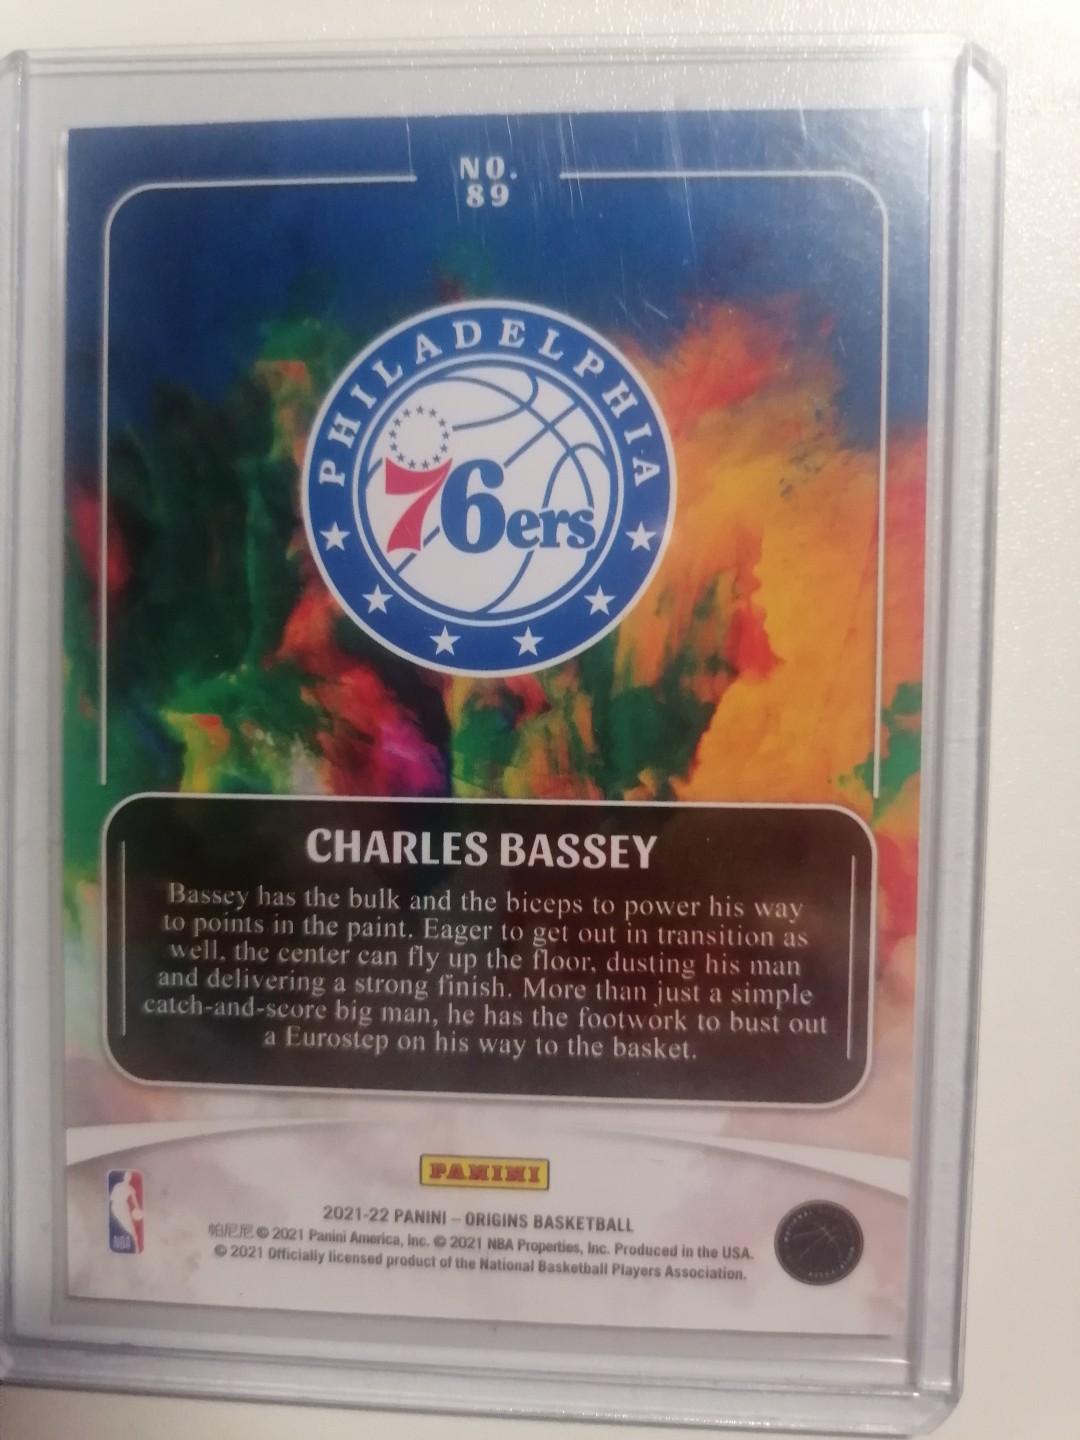 NO.
89
PHILADELPHIA
76ers
CHARLES BASSEY
Bassey has the bulk and the biceps to power his way
to points in the paint. Eager to get out in transition as
well, the center can fly up the floor, dusting his man
and delivering a strong finish. More than just a simple
catch-and-score big man, he has the footwork to bust out
a Eurostep on his way to the basket.
PANINI
2021-22 PANINI – ORIGINS BASKETBALL
帕尼尼 © 2021 Panini America, Inc. © 2021 NBA Properties, Inc. Produced in the USA.
© 2021 Officially licensed product of the National Basketball Players Association.
NBA